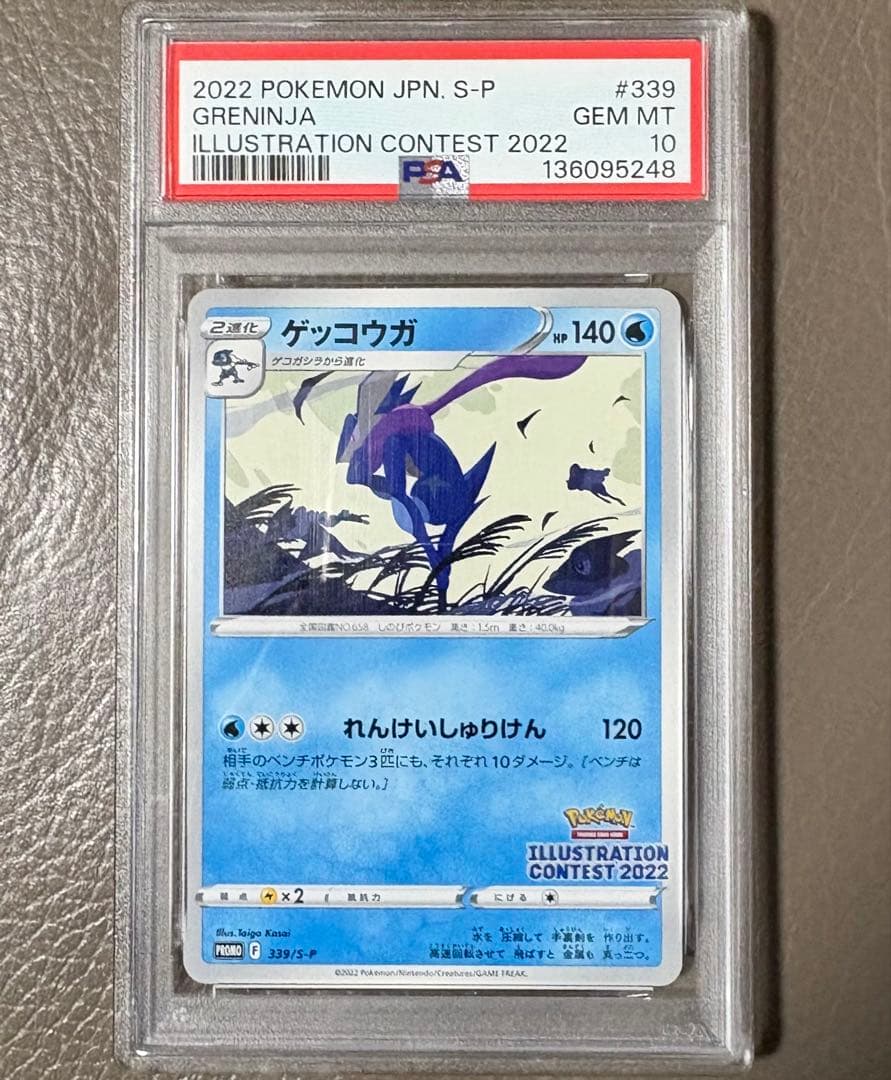 2022 POKEMON JPN. S-P #339
GRENINJA GEM MT
ILLUSTRATION CONTEST 2022 10
PSA 136095248
2進化 ゲッコウガ HP 140
ゲコガシラから進化
全国図鑑NO.658 しのびポケモン 高さ:1.5m 重さ:40.0kg
れんけいしゅりけん 120
相手のベンチポケモン3匹にも、それぞれ10ダメージ。[ベンチは
弱点・抵抗力を計算しない。]
Pokémon
ILLUSTRATION
CONTEST 2022
弱点 ×2 抵抗力 にげる
Illus. Taiga Kasai
水を圧縮して手裏剣を作り出す。
高速回転させて飛ばすと金属も真っ二つ。
PROMO F 339/S-P
©2022 Pokémon/Nintendo/Creatures/GAME FREAK.